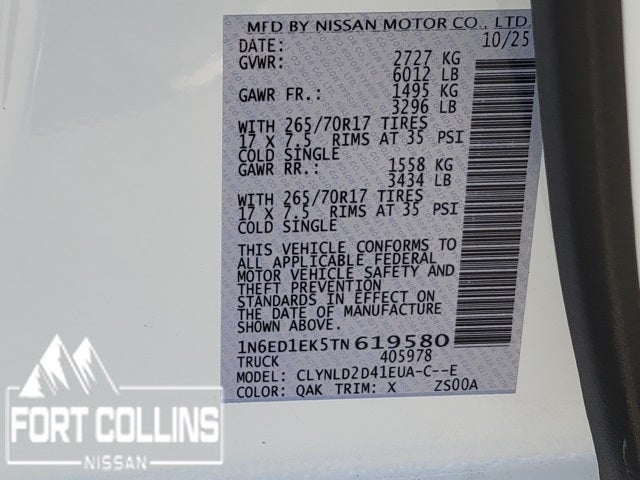 MFD BY NISSAN MOTOR CO., LTD.
DATE: 10/25
GVWR: 2727 KG
6012 LB
GAWR FR.: 1495 KG
3296 LB
WITH 265/70R17 TIRES
17 X 7.5 RIMS AT 35 PSI
COLD SINGLE
GAWR RR.: 1558 KG
3434 LB
WITH 265/70R17 TIRES
17 X 7.5 RIMS AT 35 PSI
COLD SINGLE
THIS VEHICLE CONFORMS TO
ALL APPLICABLE FEDERAL
MOTOR VEHICLE SAFETY AND
THEFT PREVENTION
STANDARDS IN EFFECT ON
THE DATE OF MANUFACTURE
SHOWN ABOVE.
1N6ED1EK5TN619580
TRUCK 405978
MODEL: CLYNLD2D41EUA-C--E
COLOR: QAK TRIM: X ZS00A
FORT COLLINS
NISSAN